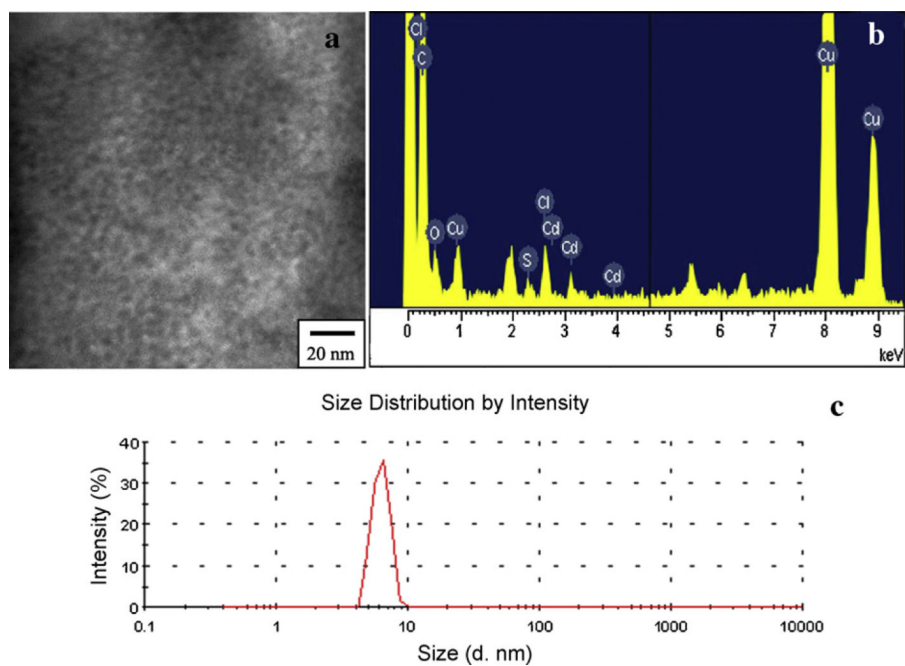 a
20 nm
b
Cl
C
O
Cu
S
Cl
Cd
Cd
Cd
Cu
Cu
0 1 2 3 4 5 6 7 8 9
keV
c
Size Distribution by Intensity
Intensity (%)
40
30
20
10
0
0.1 1 10 100 1000 10000
Size (d. nm)